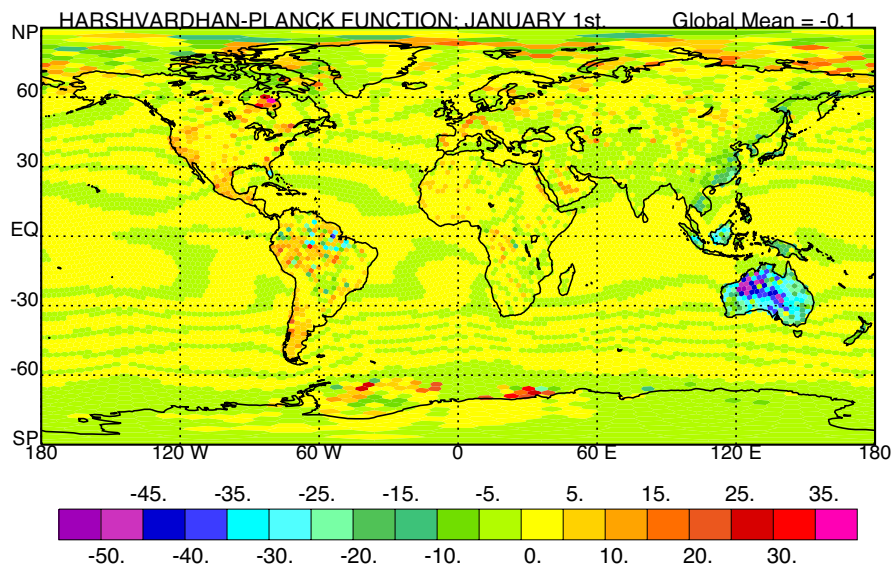 HARSHVARDHAN-PLANCK FUNCTION: JANUARY 1st. Global Mean = -0.1
NP
60
30
EQ
-30
-60
SP
180 120 W 60 W 0 60 E 120 E 180
-45. -35. -25. -15. -5. 5. 15. 25. 35.
-50. -40. -30. -20. -10. 0. 10. 20. 30.